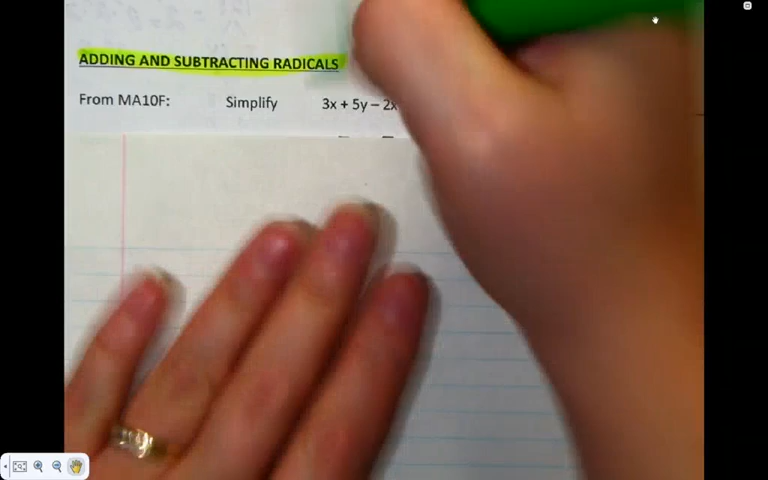 ADDING AND SUBTRACTING RADICALS
From MA10F: Simplify 3x + 5y – 2x